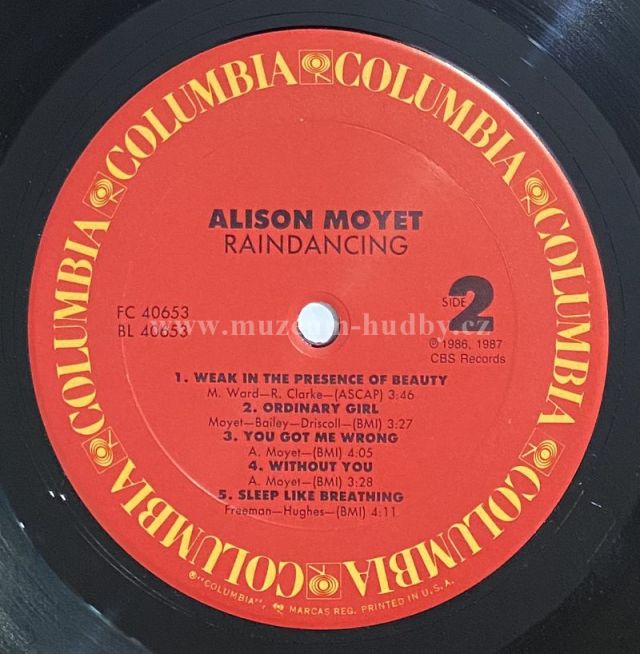 COLUMBIA COLUMBIA COLUMBIA COLUMBIA COLUMBIA COLUMBIA
ALISON MOYET
RAINDANCING
FC 40653
BL 40653
SIDE 2
www.muzeum-hudby.cz
℗ 1986, 1987
CBS Records
1. WEAK IN THE PRESENCE OF BEAUTY
M. Ward—R. Clarke—(ASCAP) 3:46
2. ORDINARY GIRL
Moyet—Bailey—Driscoll—(BMI) 3:27
3. YOU GOT ME WRONG
A. Moyet—(BMI) 4:05
4. WITHOUT YOU
A. Moyet—(BMI) 3:28
5. SLEEP LIKE BREATHING
Freeman—Hughes—(BMI) 4:11
® "COLUMBIA", MARCAS REG. PRINTED IN U.S.A.